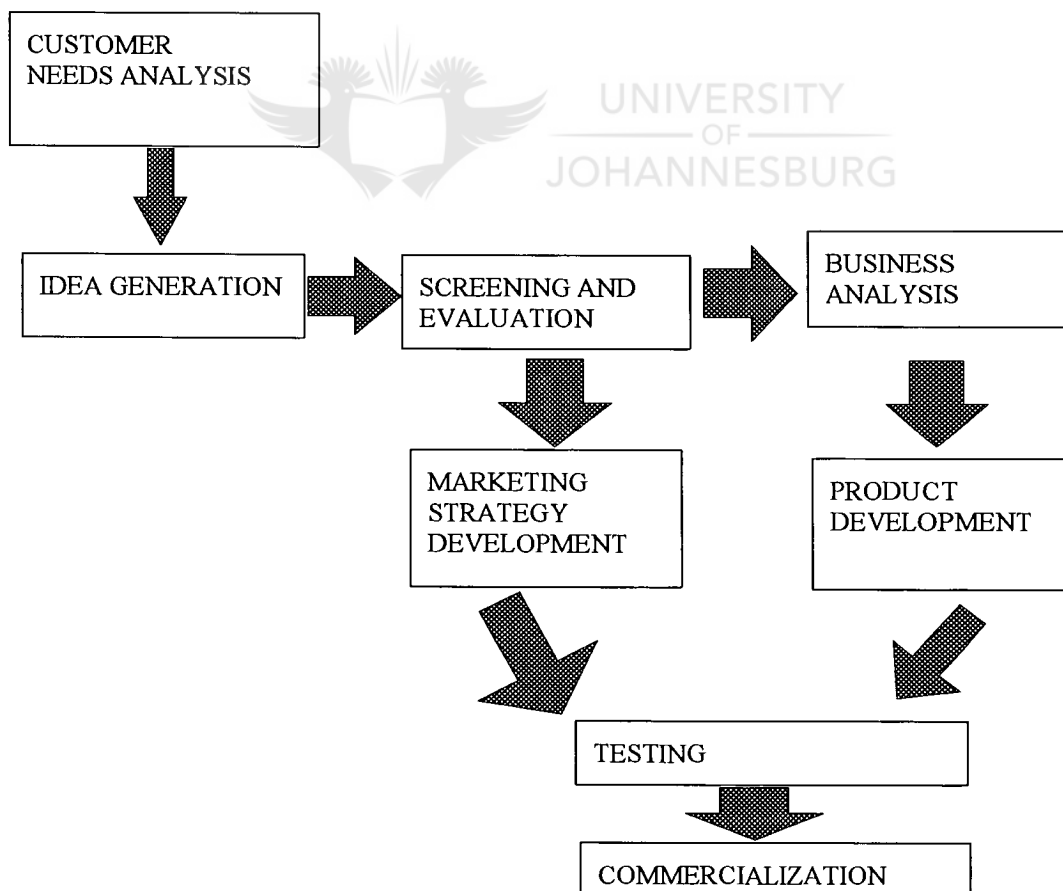 CUSTOMER
NEEDS ANALYSIS
UNIVERSITY
OF
JOHANNESBURG
IDEA GENERATION
SCREENING AND
EVALUATION
BUSINESS
ANALYSIS
MARKETING
STRATEGY
DEVELOPMENT
PRODUCT
DEVELOPMENT
TESTING
COMMERCIALIZATION